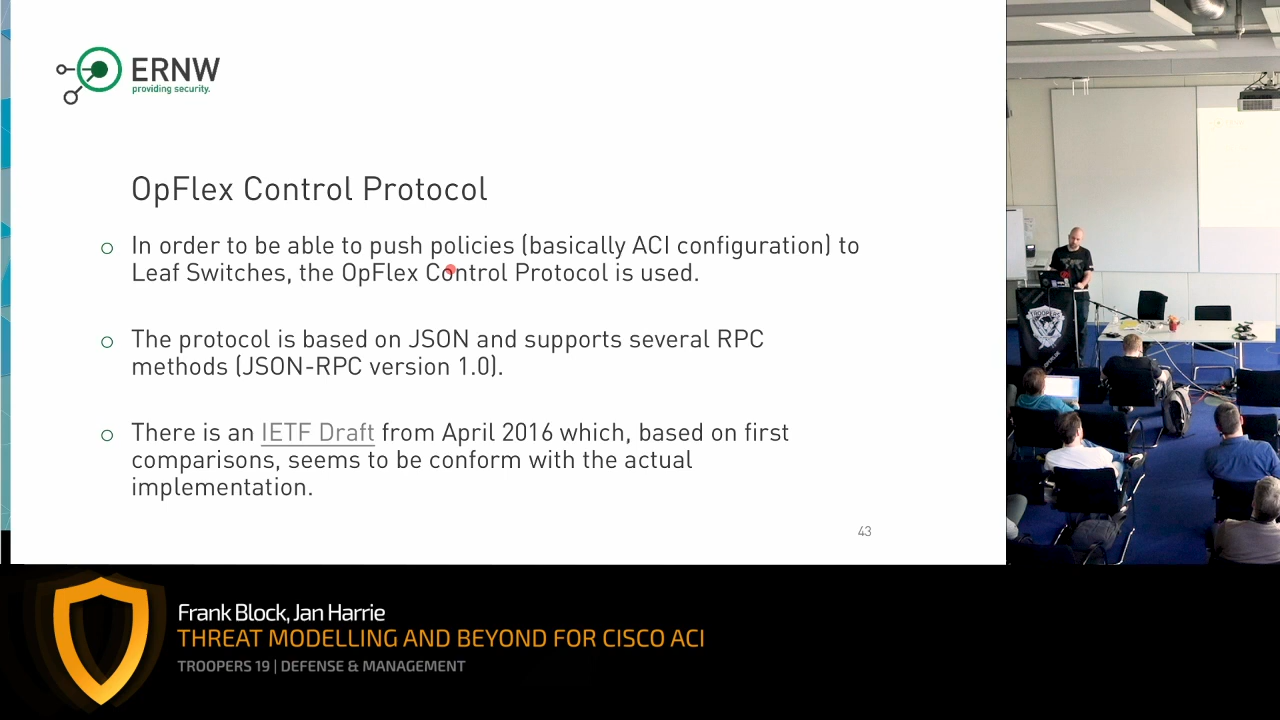 ERNW
providing security.
OpFlex Control Protocol
In order to be able to push policies (basically ACI configuration) to
Leaf Switches, the OpFlex Control Protocol is used.
The protocol is based on JSON and supports several RPC
methods (JSON-RPC version 1.0).
There is an IETF Draft from April 2016 which, based on first
comparisons, seems to be conform with the actual
implementation.
43
TROOPERS
Frank Block, Jan Harrie
THREAT MODELLING AND BEYOND FOR CISCO ACI
TROOPERS 19 | DEFENSE & MANAGEMENT